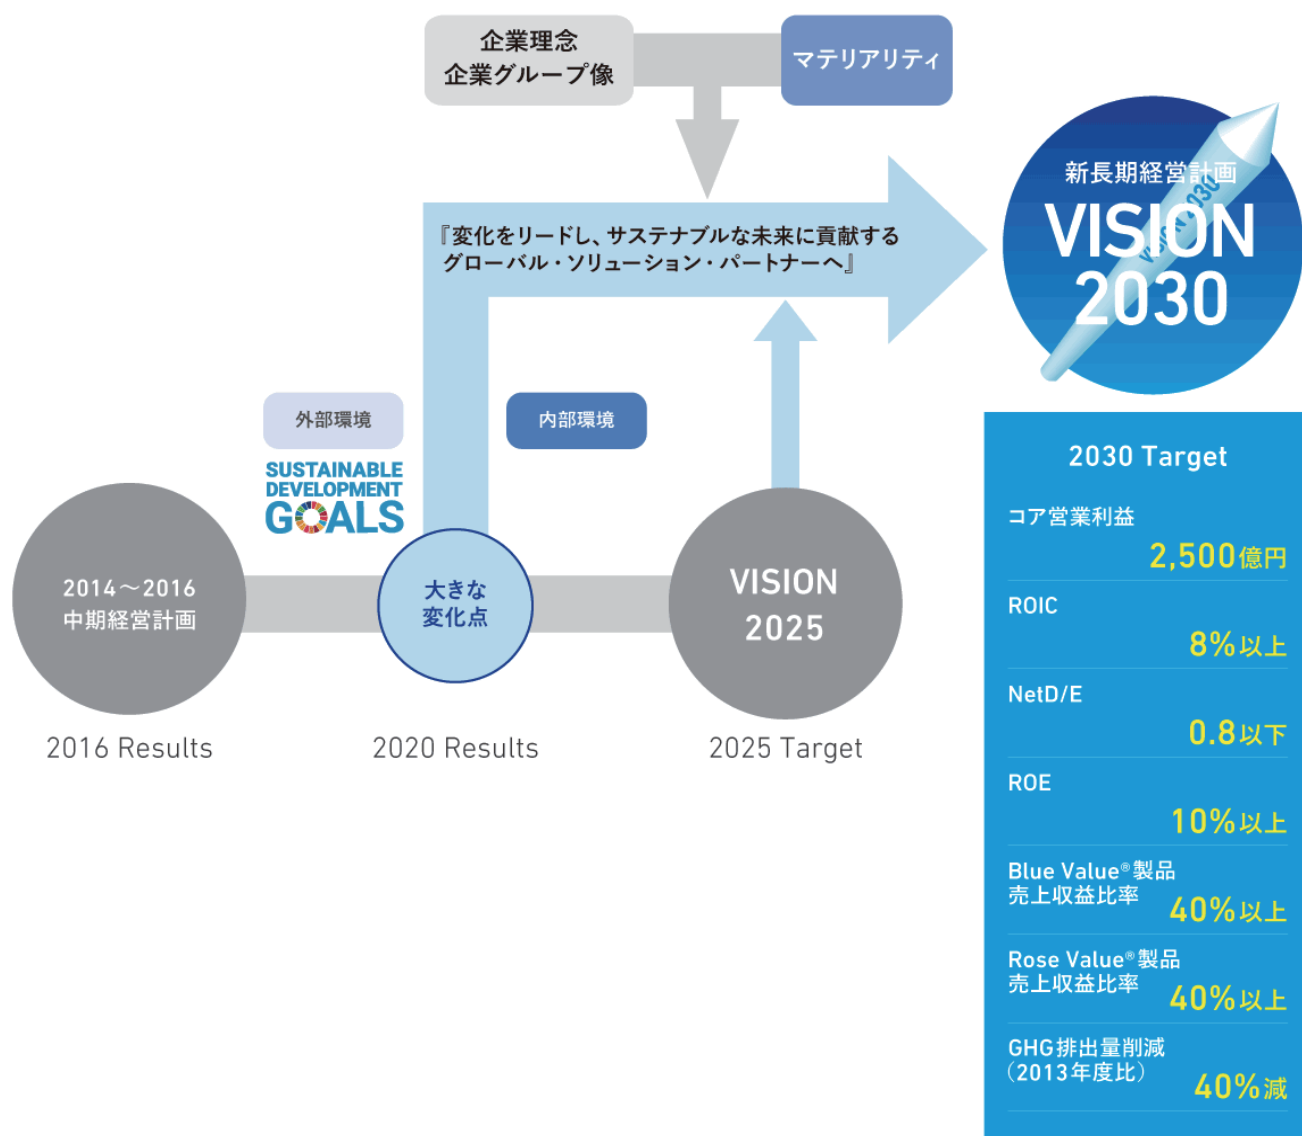 企業理念
企業グループ像
マテリアリティ
新長期経営計画
VISION
2030
VISION 2030
『変化をリードし、サステナブルな未来に貢献する
グローバル・ソリューション・パートナーへ』
外部環境
内部環境
SUSTAINABLE
DEVELOPMENT
GOALS
2014～2016
中期経営計画
大きな
変化点
VISION
2025
2016 Results
2020 Results
2025 Target
2030 Target
コア営業利益
2,500億円
ROIC
8%以上
NetD/E
0.8以下
ROE
10%以上
Blue Value®製品
売上収益比率
40%以上
Rose Value®製品
売上収益比率
40%以上
GHG排出量削減
（2013年度比）
40%減